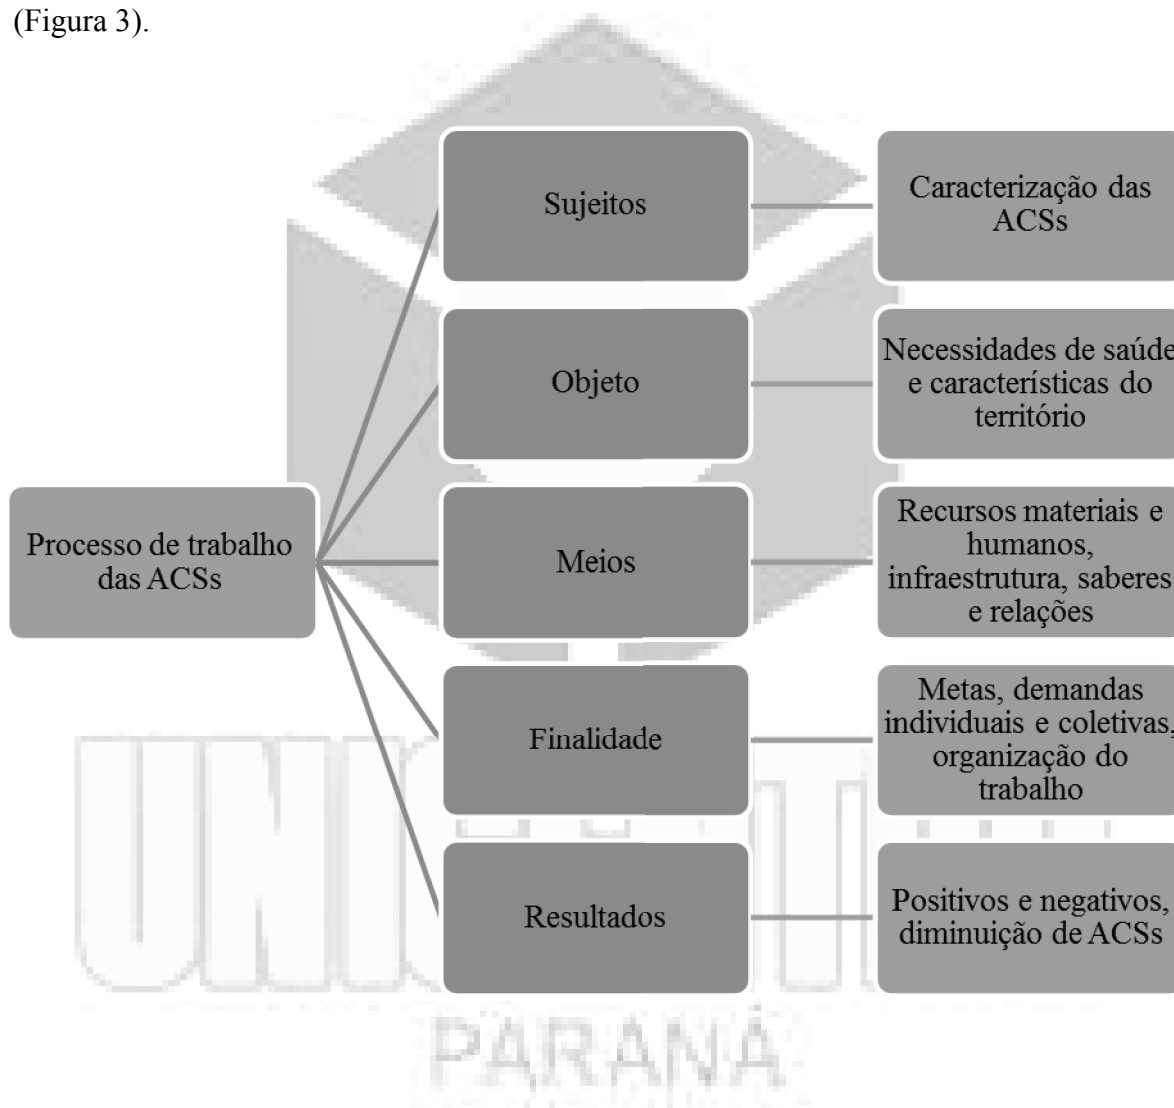 (Figura 3).
Processo de trabalho
das ACSs
Sujeitos
Caracterização das
ACSs
Objeto
Necessidades de saúde
e características do
território
Meios
Recursos materiais e
humanos,
infraestrutura, saberes
e relações
Finalidade
Metas, demandas
individuais e coletivas,
organização do
trabalho
Resultados
Positivos e negativos,
diminuição de ACSs
PARANÁ